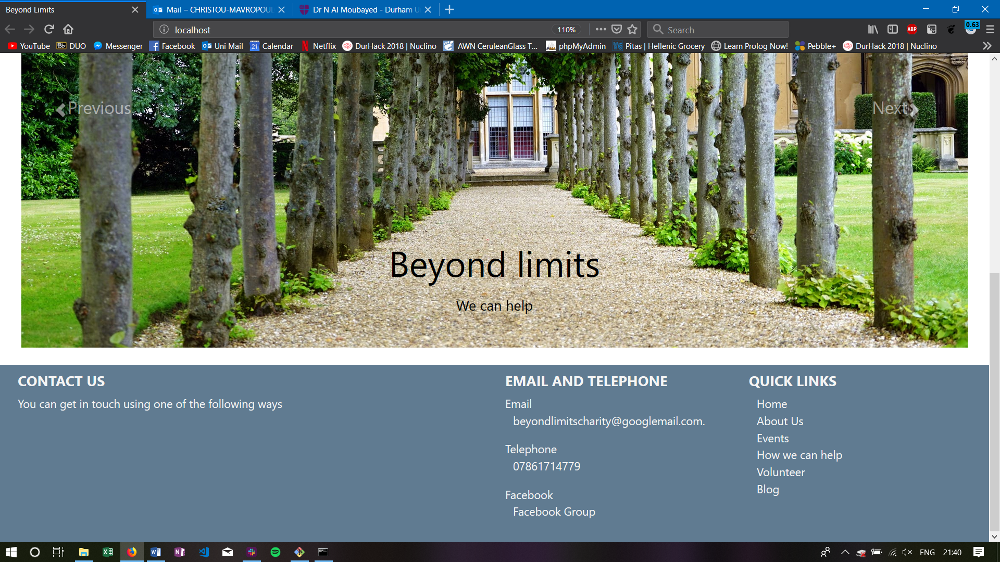 Beyond Limits
Mail – CHRISTOU-MAVROPOUL
Dr N Al Moubayed - Durham U
localhost
110%
Search
ABP
0.63
YouTube
Bb DUO
Messenger
Facebook
Uni Mail
21 Calendar
Netflix
DurHack 2018 | Nuclino
AWN CeruleanGlass T...
phpMyAdmin
Pitas | Hellenic Grocery
Learn Prolog Now!
Pebble+
DurHack 2018 | Nuclino
Previous
Next
Beyond limits
We can help
CONTACT US
You can get in touch using one of the following ways
EMAIL AND TELEPHONE
Email
beyondlimitscharity@googlemail.com.
Telephone
07861714779
Facebook
Facebook Group
QUICK LINKS
Home
About Us
Events
How we can help
Volunteer
Blog
ENG
21:40